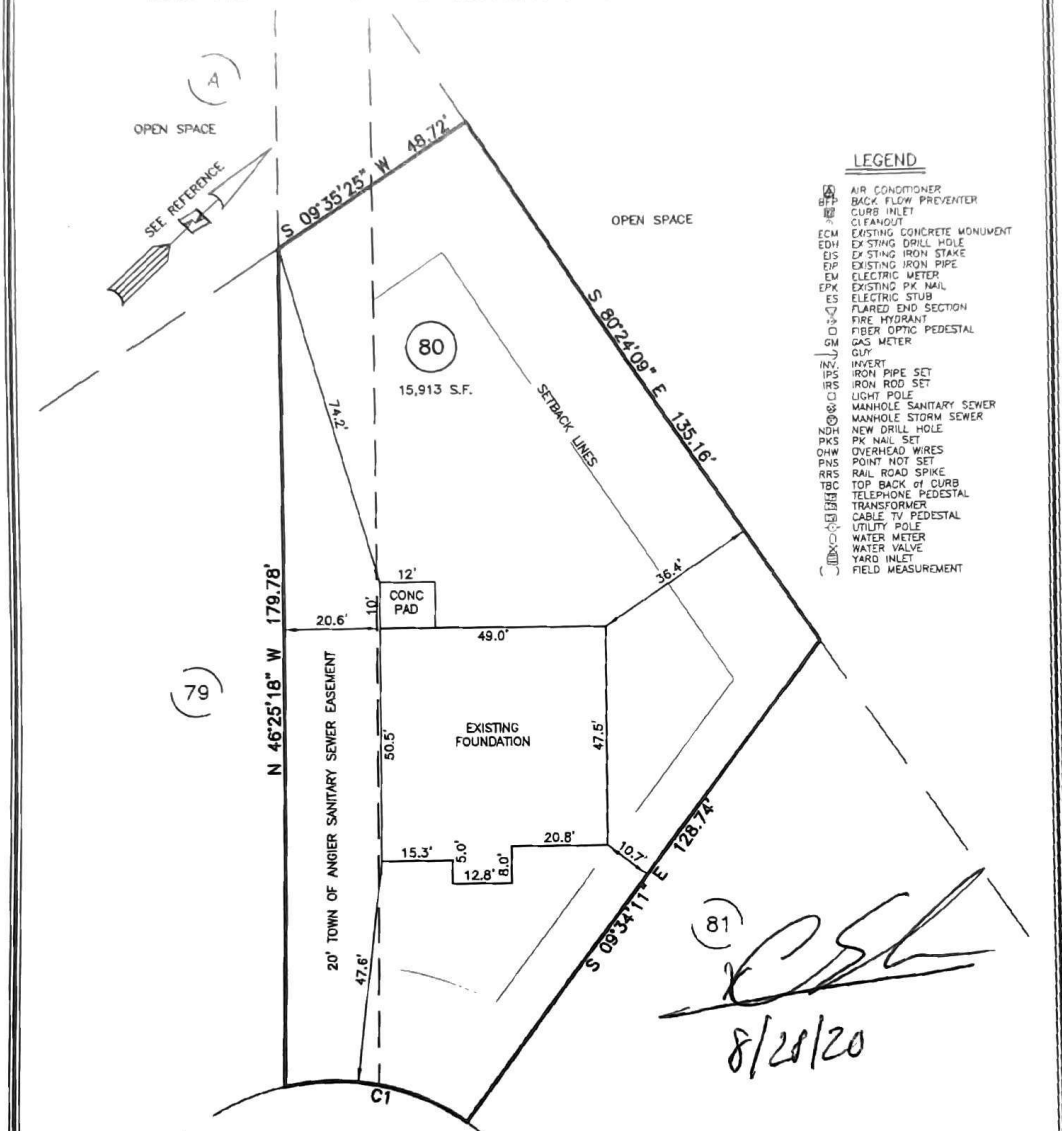 A
OPEN SPACE
SEE REFERENCE
S 09°35'25" W 48.72'
OPEN SPACE
LEGEND
AIR CONDITIONER
BFP BACK FLOW PREVENTER
CURB INLET
CLEANOUT
ECM EXISTING CONCRETE MONUMENT
EDH EXISTING DRILL HOLE
EIS EXISTING IRON STAKE
EIP EXISTING IRON PIPE
EM ELECTRIC METER
EPK EXISTING PK NAIL
ES ELECTRIC STUB
FLARED END SECTION
FIRE HYDRANT
FIBER OPTIC PEDESTAL
GM GAS METER
GUY
INV. INVERT
IPS IRON PIPE SET
IRS IRON ROD SET
LIGHT POLE
MANHOLE SANITARY SEWER
MANHOLE STORM SEWER
NDH NEW DRILL HOLE
PKS PK NAIL SET
OHW OVERHEAD WIRES
PNS POINT NOT SET
RRS RAIL ROAD SPIKE
TBC TOP BACK of CURB
TELEPHONE PEDESTAL
TRANSFORMER
CABLE TV PEDESTAL
UTILITY POLE
WATER METER
WATER VALVE
YARD INLET
( ) FIELD MEASUREMENT
80
15,913 S.F.
S 80°24'09" E 135.16'
SETBACK LINES
74.2'
36.4'
12'
CONC
PAD
10'
20.6'
49.0'
N 46°25'18" W 179.78'
79
20' TOWN OF ANGIER SANITARY SEWER EASEMENT
50.5'
EXISTING
FOUNDATION
47.5'
15.3'
5.0'
12.8'
8.0'
20.8'
10.7'
S 09°34'11" E 128.74'
81
47.6'
8/28/20
C1